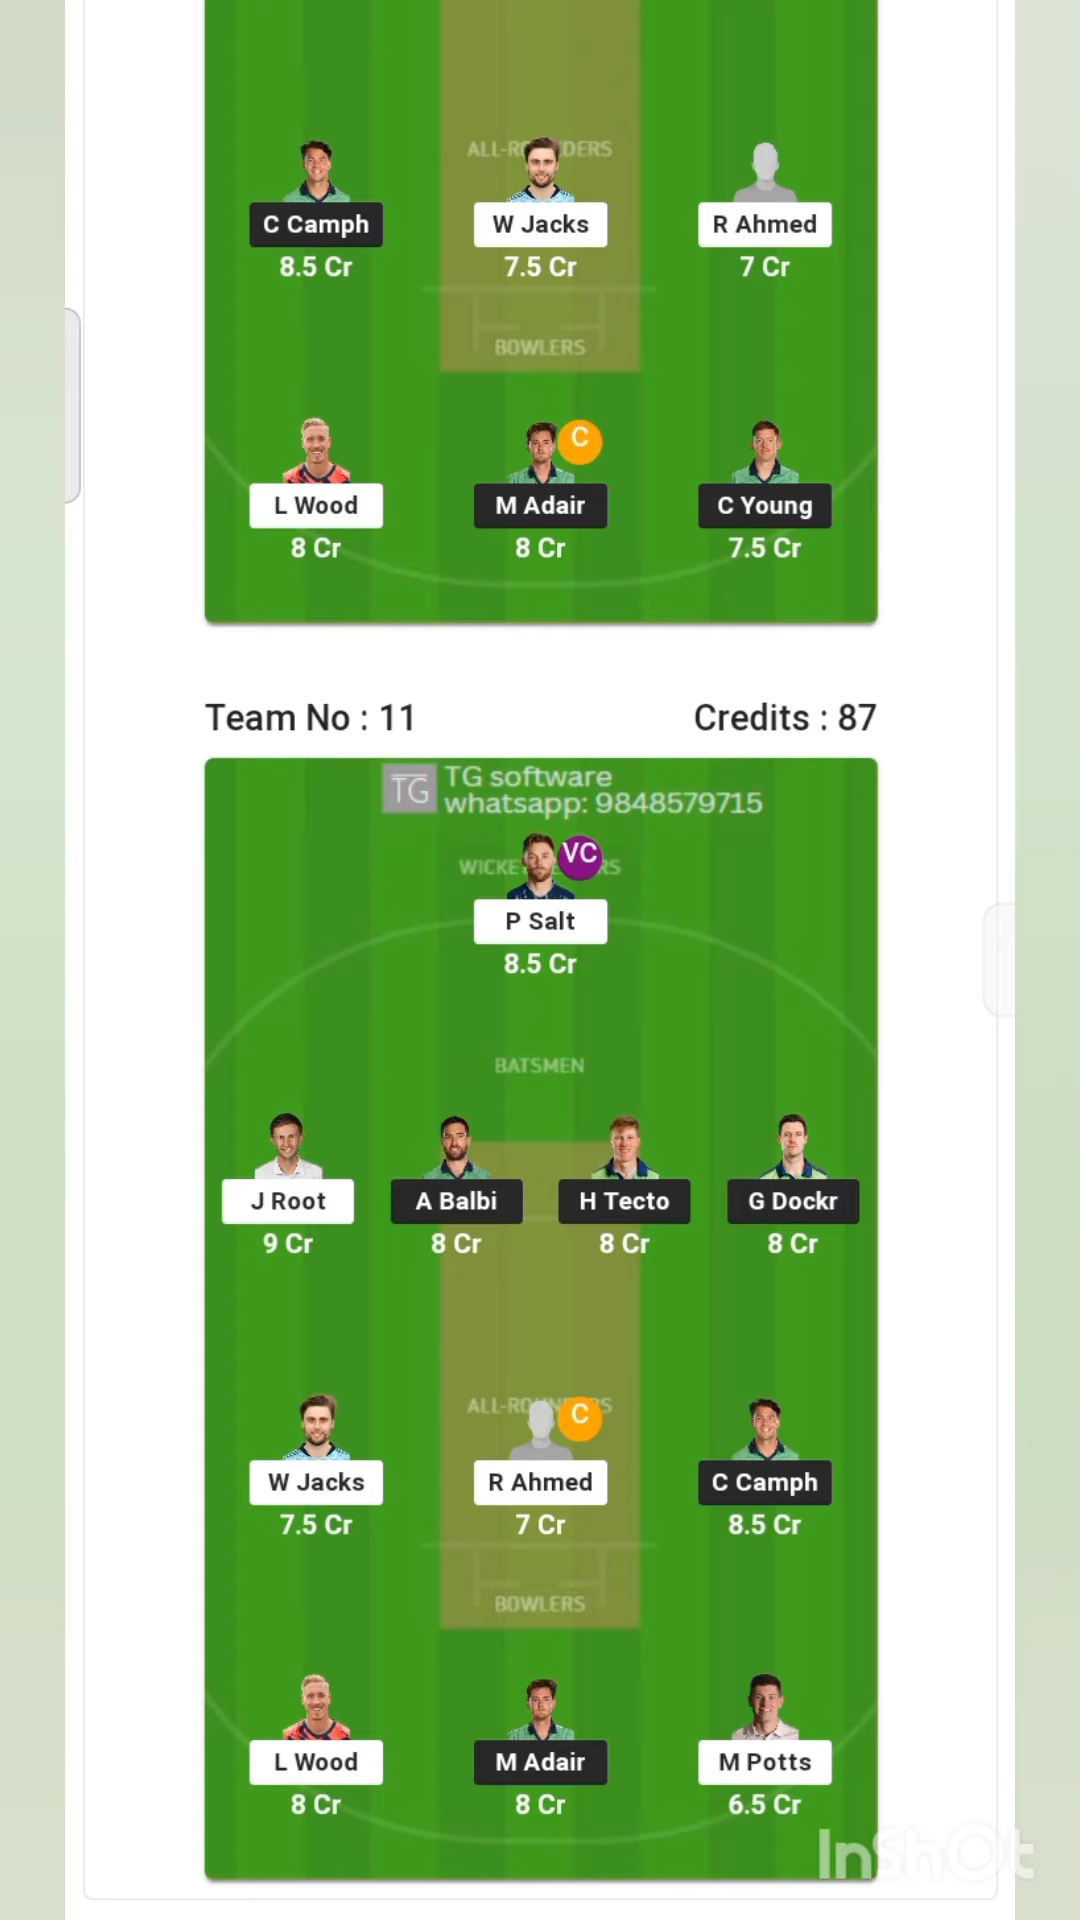 ALL-ROUNDERS
C Camph
W Jacks
R Ahmed
8.5 Cr
7.5 Cr
7 Cr
BOWLERS
C
L Wood
M Adair
C Young
8 Cr
8 Cr
7.5 Cr
Team No : 11
Credits : 87
TG
TG software
whatsapp: 9848579715
VC
P Salt
8.5 Cr
BATSMEN
J Root
A Balbi
H Tecto
G Dockr
9 Cr
8 Cr
8 Cr
8 Cr
C
W Jacks
R Ahmed
C Camph
7.5 Cr
7 Cr
8.5 Cr
BOWLERS
L Wood
M Adair
M Potts
8 Cr
8 Cr
6.5 Cr
InShOt